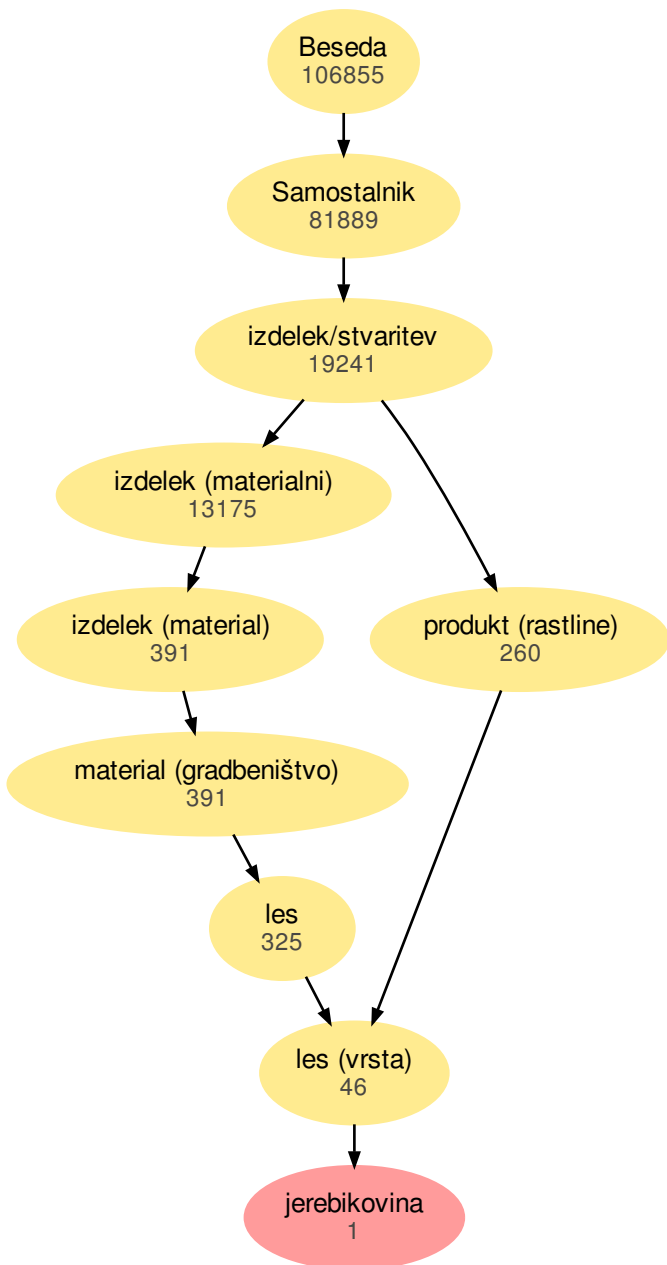 Beseda
106855
Samostalnik
81889
izdelek/stvaritev
19241
izdelek (materialni)
13175
izdelek (material)
391
produkt (rastline)
260
material (gradbeništvo)
391
les
325
les (vrsta)
46
jerebikovina
1